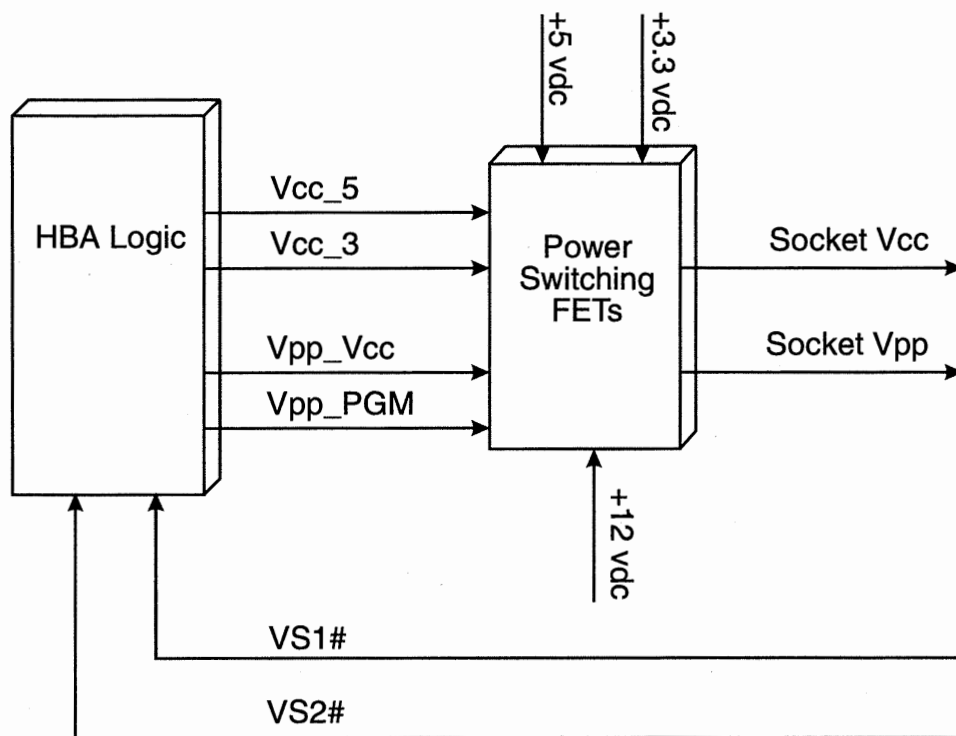 +5 vdc
+3.3 vdc
HBA Logic
Vcc_5
Vcc_3
Vpp_Vcc
Vpp_PGM
Power
Switching
FETs
Socket Vcc
Socket Vpp
+12 vdc
VS1#
VS2#